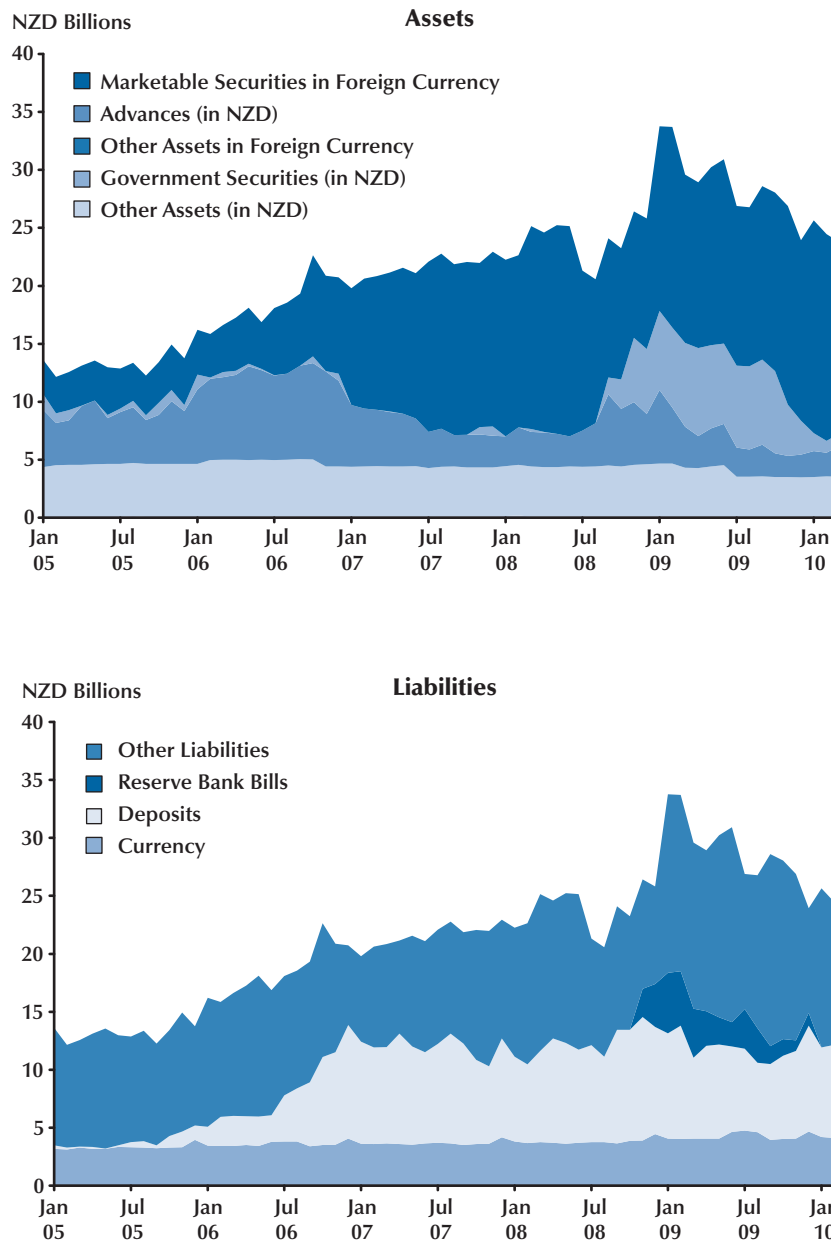 NZD Billions
Assets
40
35
30
25
20
15
10
5
0
Marketable Securities in Foreign Currency
Advances (in NZD)
Other Assets in Foreign Currency
Government Securities (in NZD)
Other Assets (in NZD)
Jan Jul Jan Jul Jan Jul Jan Jul Jan Jul Jan
05 05 06 06 07 07 08 08 09 09 10
NZD Billions
Liabilities
40
35
30
25
20
15
10
5
0
Other Liabilities
Reserve Bank Bills
Deposits
Currency
Jan Jul Jan Jul Jan Jul Jan Jul Jan Jul Jan
05 05 06 06 07 07 08 08 09 09 10